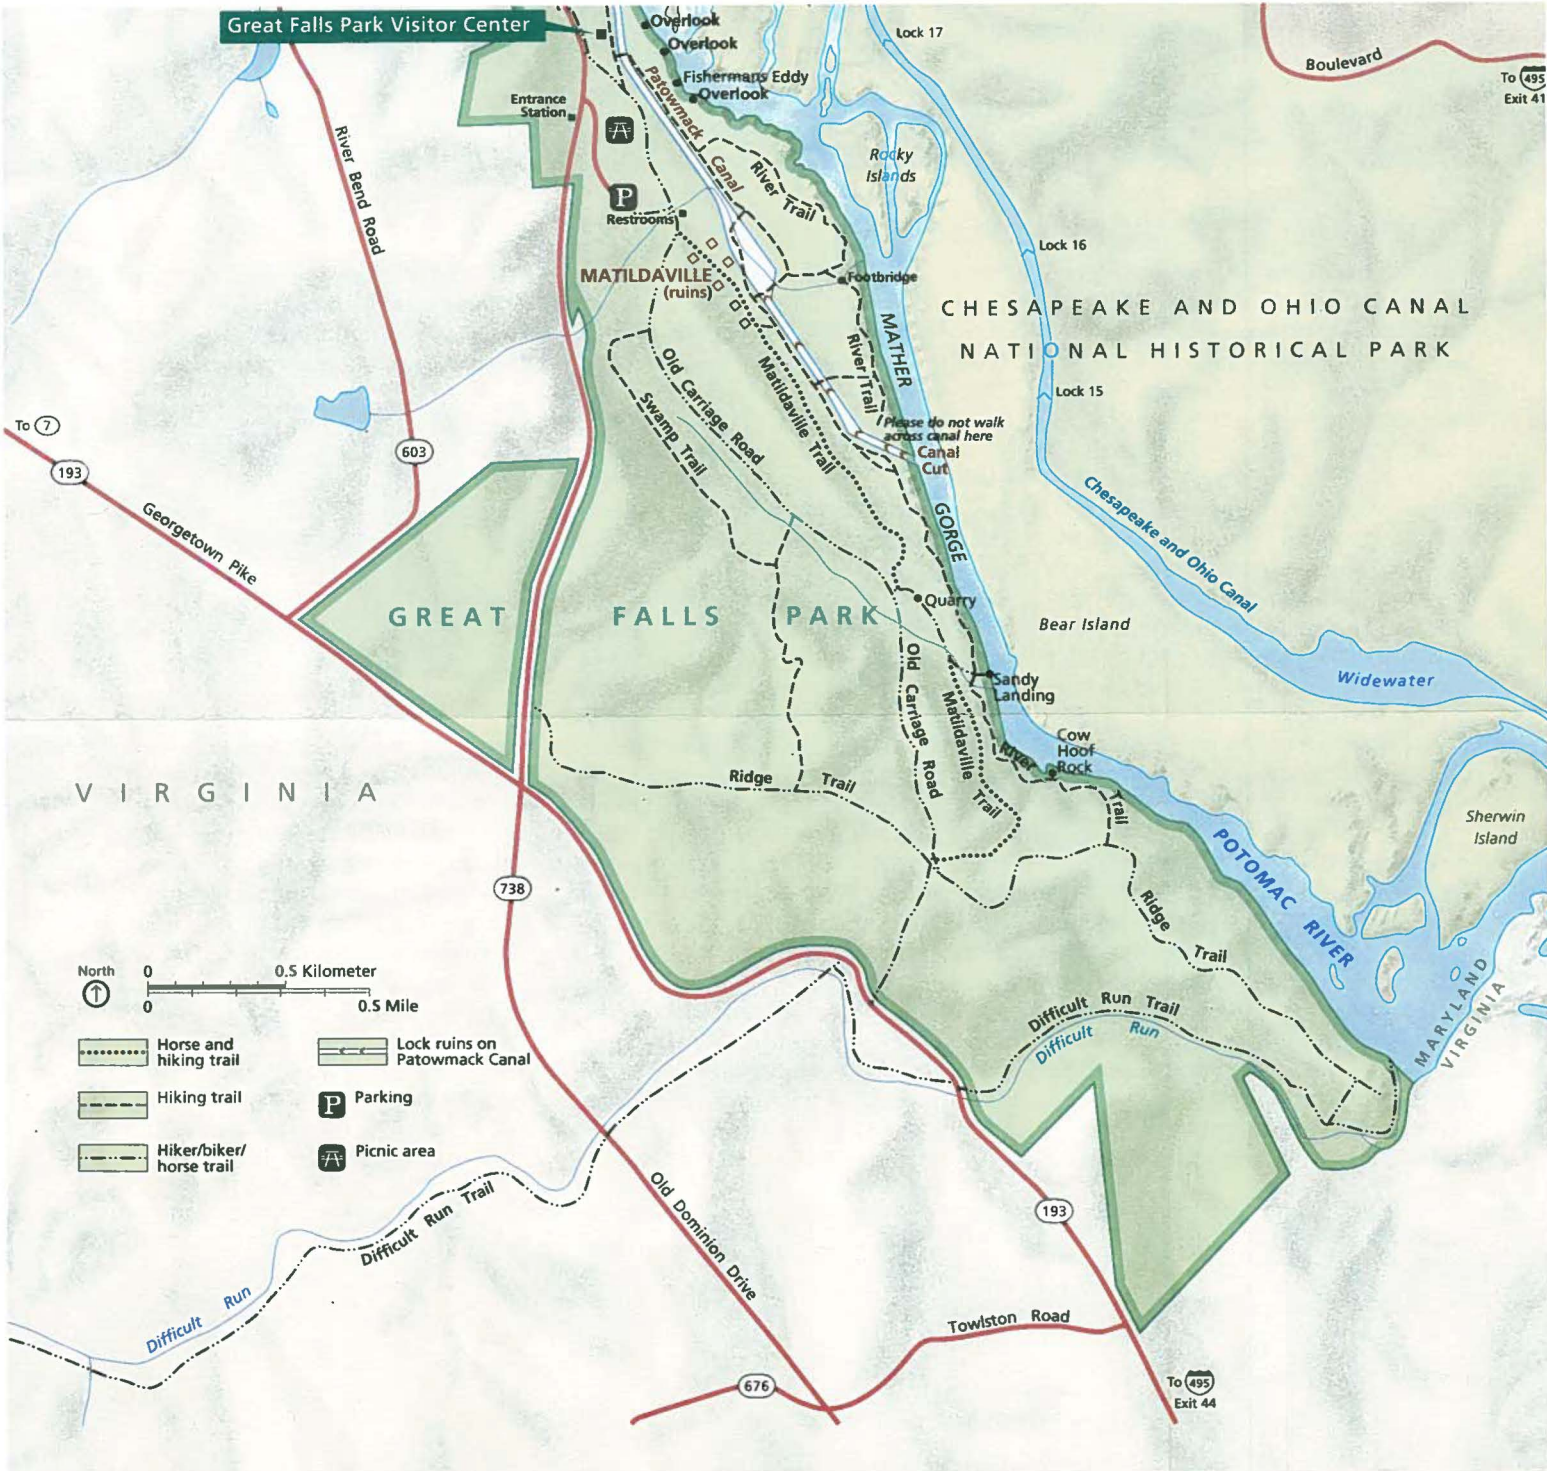 Great Falls Park Visitor Center
Overlook
Overlook
Fishermans Eddy
Overlook
Lock 17
Boulevard
To 495
Exit 41
Entrance
Station
Patowmack Canal
River Bend Road
River Trail
Rocky
Islands
P
Restrooms
Lock 16
MATILDAVILLE
(ruins)
Footbridge
CHESAPEAKE AND OHIO CANAL
NATIONAL HISTORICAL PARK
MATHER GORGE
River Trail
Old Carriage Road
Matildaville Trail
Swamp Trail
Lock 15
Please do not walk
across canal here
Canal
Cut
To 7
193
603
Georgetown Pike
Chesapeake and Ohio Canal
GREAT FALLS PARK
Quarry
Bear Island
Old Carriage Road
Matildaville Trail
Sandy
Landing
Widewater
Cow
Hoof
Rock
River Trail
Ridge Trail
VIRGINIA
Sherwin
Island
POTOMAC RIVER
738
Ridge Trail
MARYLAND
VIRGINIA
North
0 0.5 Kilometer
0 0.5 Mile
Difficult Run Trail
Difficult Run
Horse and
hiking trail
Lock ruins on
Patowmack Canal
Hiking trail
P Parking
Hiker/biker/
horse trail
Picnic area
Difficult Run Trail
Old Dominion Drive
193
Difficult Run
Towlston Road
676
To 495
Exit 44